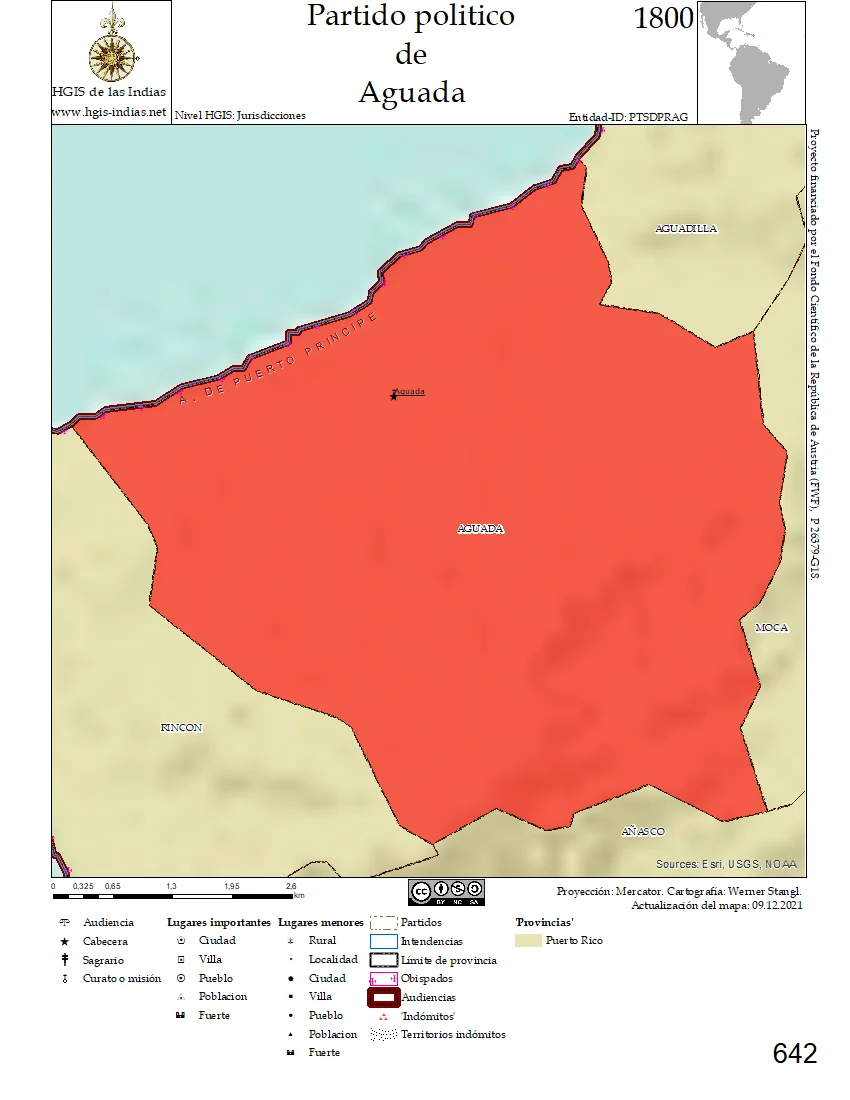 Partido politico
de
Aguada
1800
HGIS de las Indias
www.hgis-indias.net
Nivel HGIS: Jurisdicciones
Entidad-ID: PTSDPRAG
Proyecto financiado por el Fondo Científico de la República de Austria (FWF), P 26379-G18.
AGUADILLA
A. DE PUERTO PRINCIPE
Aguada
AGUADA
MOCA
RINCON
AÑASCO
Sources: Esri, USGS, NOAA
0 0,325 0,65 1,3 1,95 2,6
km
CC BY NC SA
Proyección: Mercator. Cartografía: Werner Stangl.
Actualización del mapa: 09.12.2021
Audiencia
Cabecera
Sagrario
Curato o misión
Lugares importantes
Ciudad
Villa
Pueblo
Poblacion
Fuerte
Lugares menores
Rural
Localidad
Ciudad
Villa
Pueblo
Poblacion
Fuerte
Partidos
Intendencias
Límite de provincia
Obispados
Audiencias
'Indómitos'
Territorios indómitos
'Provincias'
Puerto Rico
642